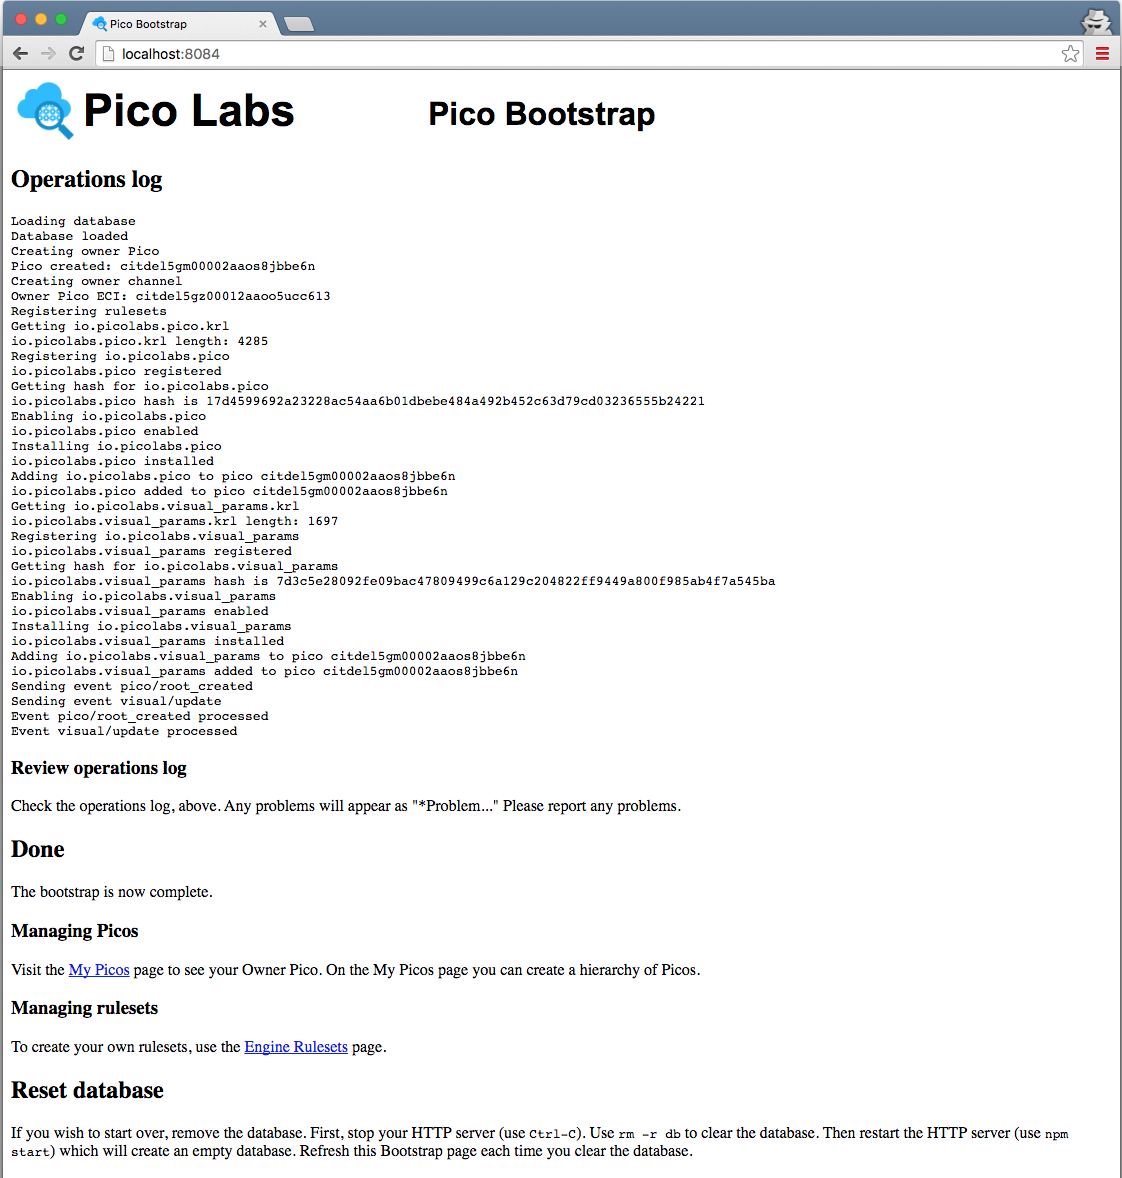 Pico Bootstrap
localhost:8084
Pico Labs
Pico Bootstrap
Operations log
Loading database
Database loaded
Creating owner Pico
Pico created: citdel5gm00002aaos8jbbe6n
Creating owner channel
Owner Pico ECI: citdel5gz00012aaoo5ucc613
Registering rulesets
Getting io.picolabs.pico.krl
io.picolabs.pico.krl length: 4285
Registering io.picolabs.pico
io.picolabs.pico registered
Getting hash for io.picolabs.pico
io.picolabs.pico hash is 17d4599692a23228ac54aa6b01dbebe484a492b452c63d79cd03236555b24221
Enabling io.picolabs.pico
io.picolabs.pico enabled
Installing io.picolabs.pico
io.picolabs.pico installed
Adding io.picolabs.pico to pico citdel5gm00002aaos8jbbe6n
io.picolabs.pico added to pico citdel5gm00002aaos8jbbe6n
Getting io.picolabs.visual_params.krl
io.picolabs.visual_params.krl length: 1697
Registering io.picolabs.visual_params
io.picolabs.visual_params registered
Getting hash for io.picolabs.visual_params
io.picolabs.visual_params hash is 7d3c5e28092fe09bac47809499c6a129c204822ff9449a800f985ab4f7a545ba
Enabling io.picolabs.visual_params
io.picolabs.visual_params enabled
Installing io.picolabs.visual_params
io.picolabs.visual_params installed
Adding io.picolabs.visual_params to pico citdel5gm00002aaos8jbbe6n
io.picolabs.visual_params added to pico citdel5gm00002aaos8jbbe6n
Sending event pico/root_created
Sending event visual/update
Event pico/root_created processed
Event visual/update processed
Review operations log
Check the operations log, above. Any problems will appear as "*Problem..." Please report any problems.
Done
The bootstrap is now complete.
Managing Picos
Visit the My Picos page to see your Owner Pico. On the My Picos page you can create a hierarchy of Picos.
Managing rulesets
To create your own rulesets, use the Engine Rulesets page.
Reset database
If you wish to start over, remove the database. First, stop your HTTP server (use Ctrl-C). Use rm -r db to clear the database. Then restart the HTTP server (use npm
start) which will create an empty database. Refresh this Bootstrap page each time you clear the database.